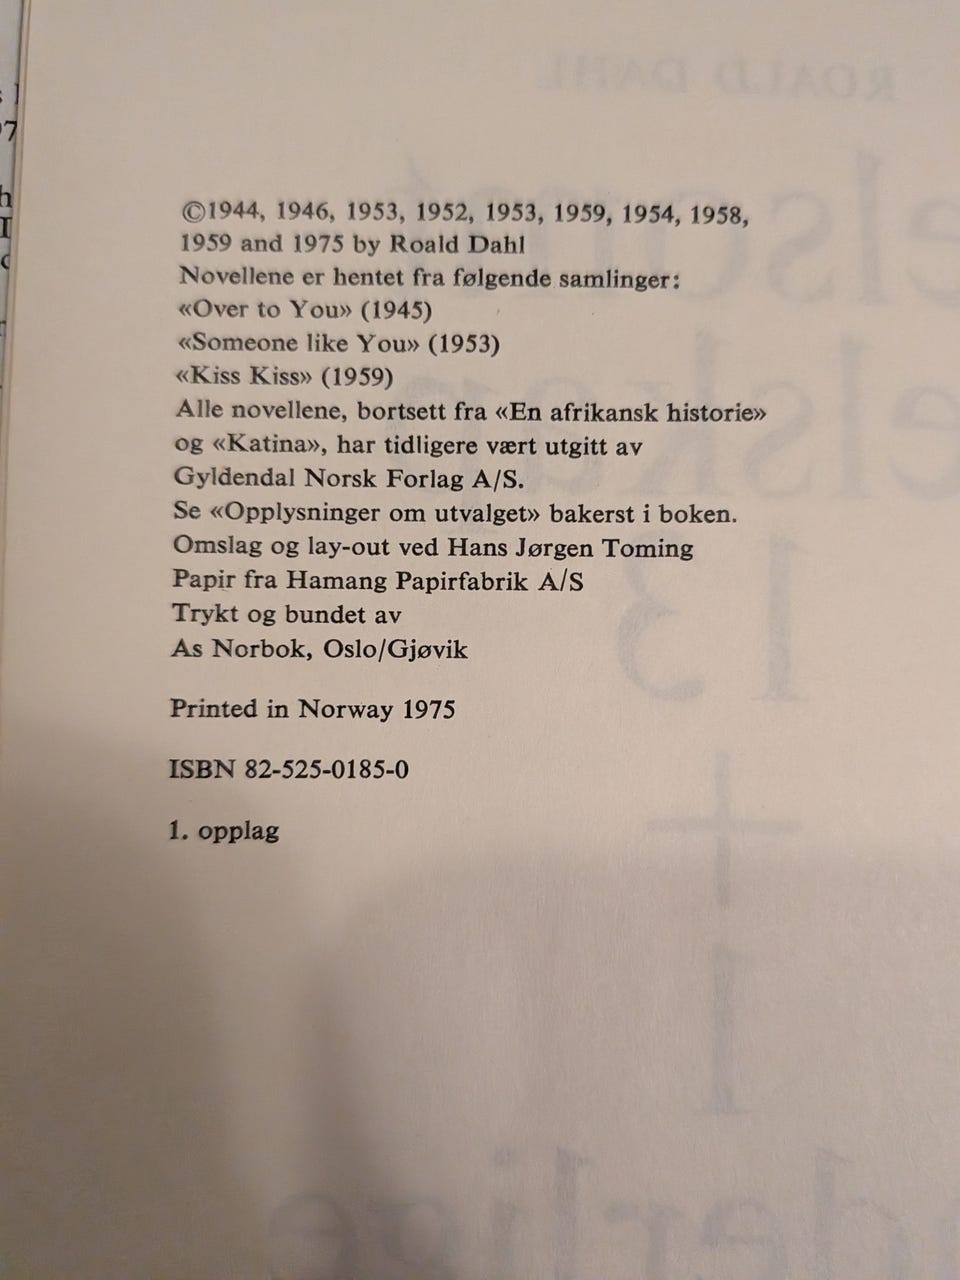 ©1944, 1946, 1953, 1952, 1953, 1959, 1954, 1958,
1959 and 1975 by Roald Dahl
Novellene er hentet fra følgende samlinger:
«Over to You» (1945)
«Someone like You» (1953)
«Kiss Kiss» (1959)
Alle novellene, bortsett fra «En afrikansk historie»
og «Katina», har tidligere vært utgitt av
Gyldendal Norsk Forlag A/S.
Se «Opplysninger om utvalget» bakerst i boken.
Omslag og lay-out ved Hans Jørgen Toming
Papir fra Hamang Papirfabrik A/S
Trykt og bundet av
As Norbok, Oslo/Gjøvik
Printed in Norway 1975
ISBN 82-525-0185-0
1. opplag